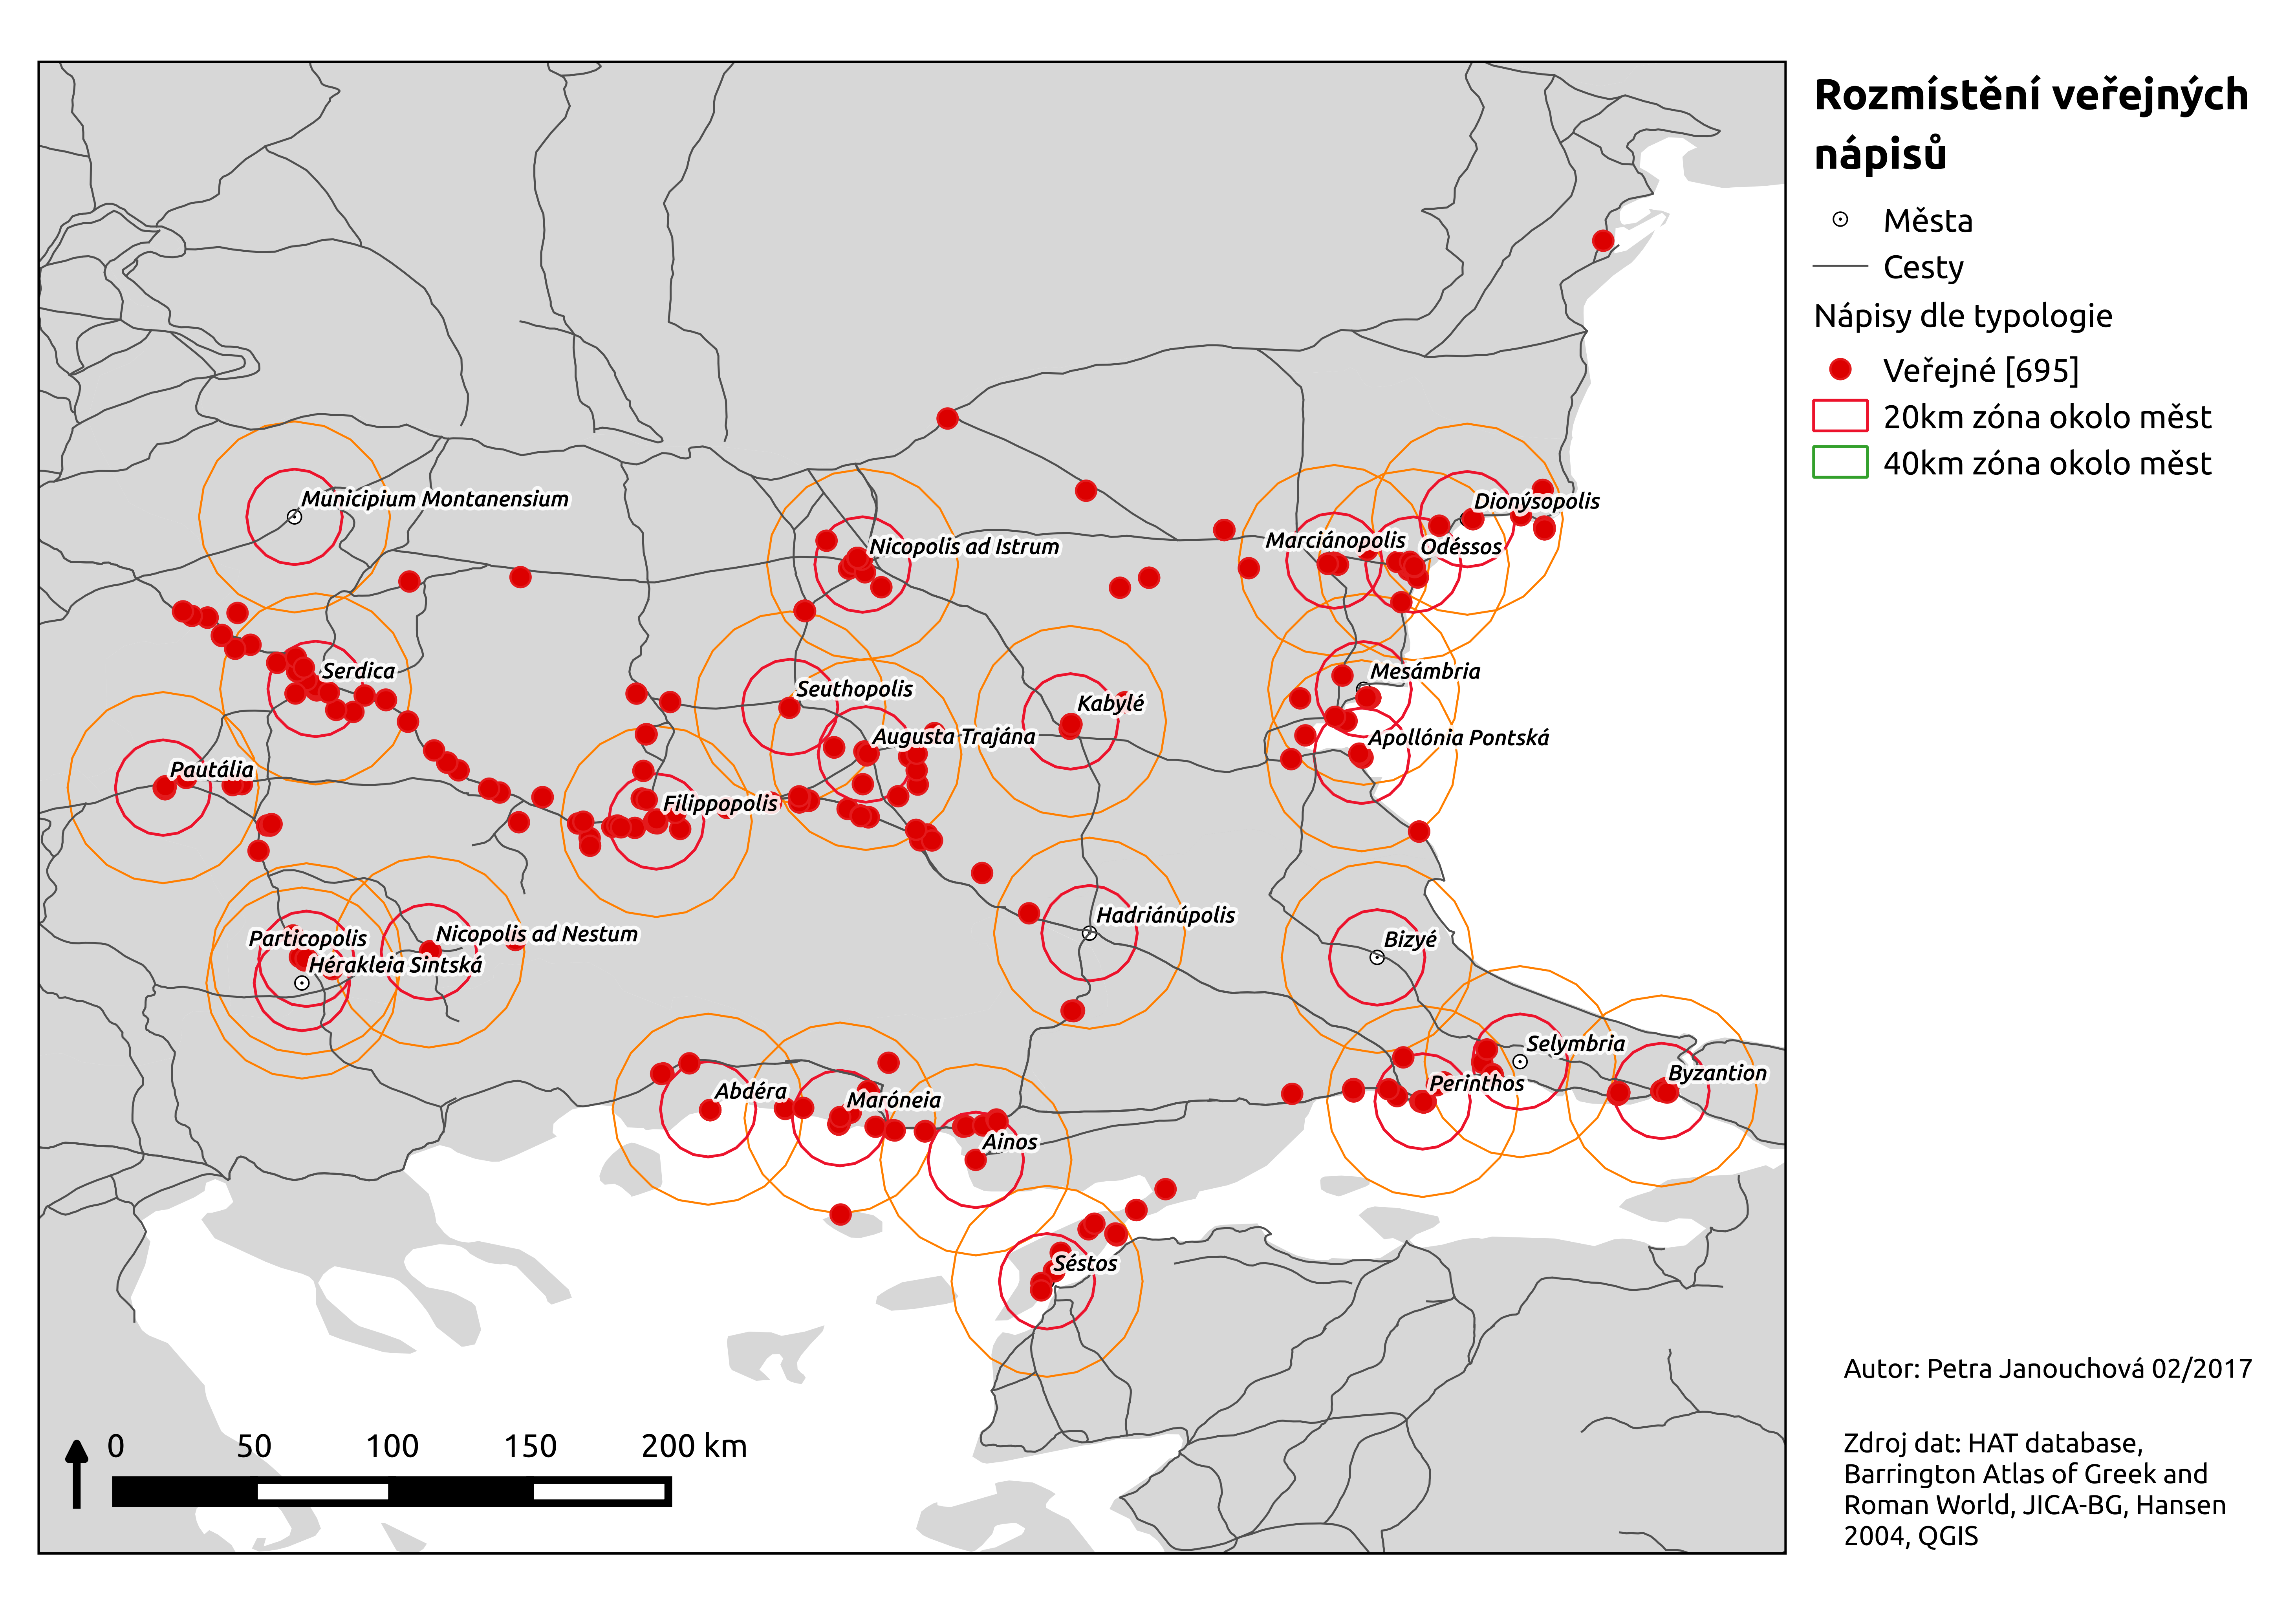 Rozmístění veřejných
nápisů
Města
Cesty
Nápisy dle typologie
Veřejné [695]
20km zóna okolo měst
40km zóna okolo měst
Municipium Montanensium
Dionýsopolis
Nicopolis ad Istrum
Marciánopolis
Odéssos
Serdica
Mesámbria
Seuthopolis
Kabylé
Augusta Trajána
Apollónia Pontská
Pautália
Filippopolis
Hadriánúpolis
Particopolis
Nicopolis ad Nestum
Bizyé
Hérakleia Sintská
Selymbria
Byzantion
Abdéra
Maróneia
Perinthos
Ainos
Séstos
0 50 100 150 200 km
Autor: Petra Janouchová 02/2017
Zdroj dat: HAT database,
Barrington Atlas of Greek and
Roman World, JICA-BG, Hansen
2004, QGIS